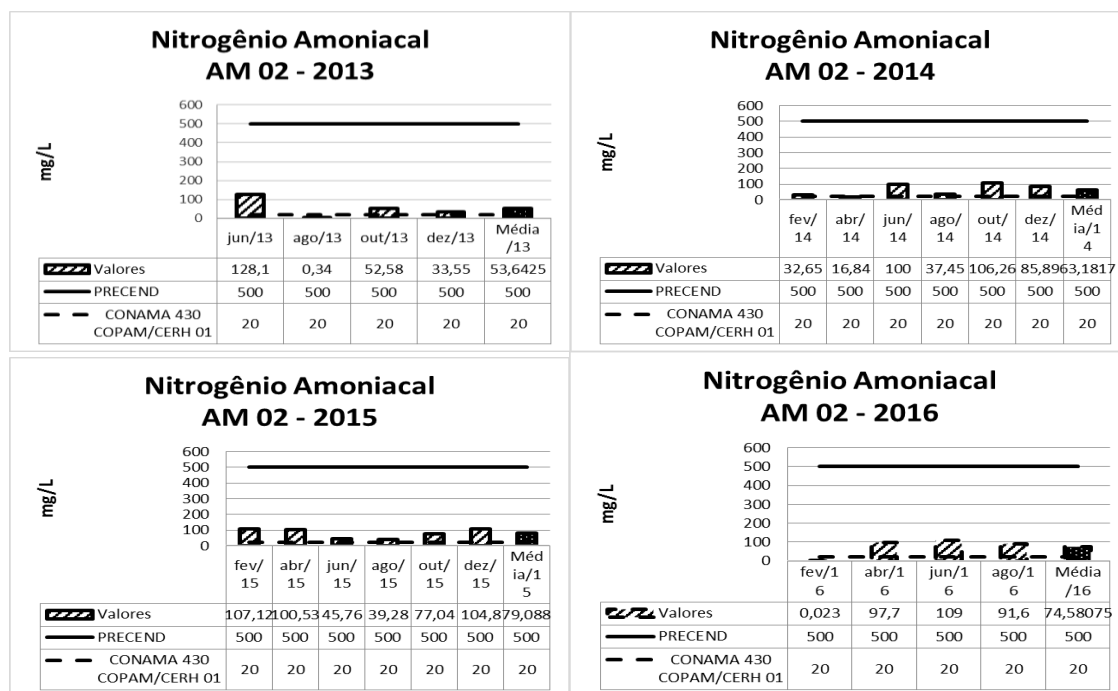 Nitrogênio Amoniacal
AM 02 - 2013
mg/L
600
500
400
300
200
100
0
jun/13 ago/13 out/13 dez/13 Média
/13
Valores 128,1 0,34 52,58 33,55 53,6425
PRECEND 500 500 500 500 500
CONAMA 430
COPAM/CERH 01 20 20 20 20 20
Nitrogênio Amoniacal
AM 02 - 2014
mg/L
600
500
400
300
200
100
0
fev/ abr/ jun/ ago/ out/ dez/ Méd
14 14 14 14 14 14 ia/1
4
Valores 32,65 16,84 100 37,45 106,26 85,89 63,1817
PRECEND 500 500 500 500 500 500 500
CONAMA 430
COPAM/CERH 01 20 20 20 20 20 20 20
Nitrogênio Amoniacal
AM 02 - 2015
mg/L
600
500
400
300
200
100
0
fev/ abr/ jun/ ago/ out/ dez/ Méd
15 15 15 15 15 15 ia/1
5
Valores 107,12 100,53 45,76 39,28 77,04 104,8 79,088
PRECEND 500 500 500 500 500 500 500
CONAMA 430
COPAM/CERH 01 20 20 20 20 20 20 20
Nitrogênio Amoniacal
AM 02 - 2016
mg/L
600
500
400
300
200
100
0
fev/1 abr/1 jun/1 ago/1 Média
6 6 6 6 /16
Valores 0,023 97,7 109 91,6 74,58075
PRECEND 500 500 500 500 500
CONAMA 430
COPAM/CERH 01 20 20 20 20 20